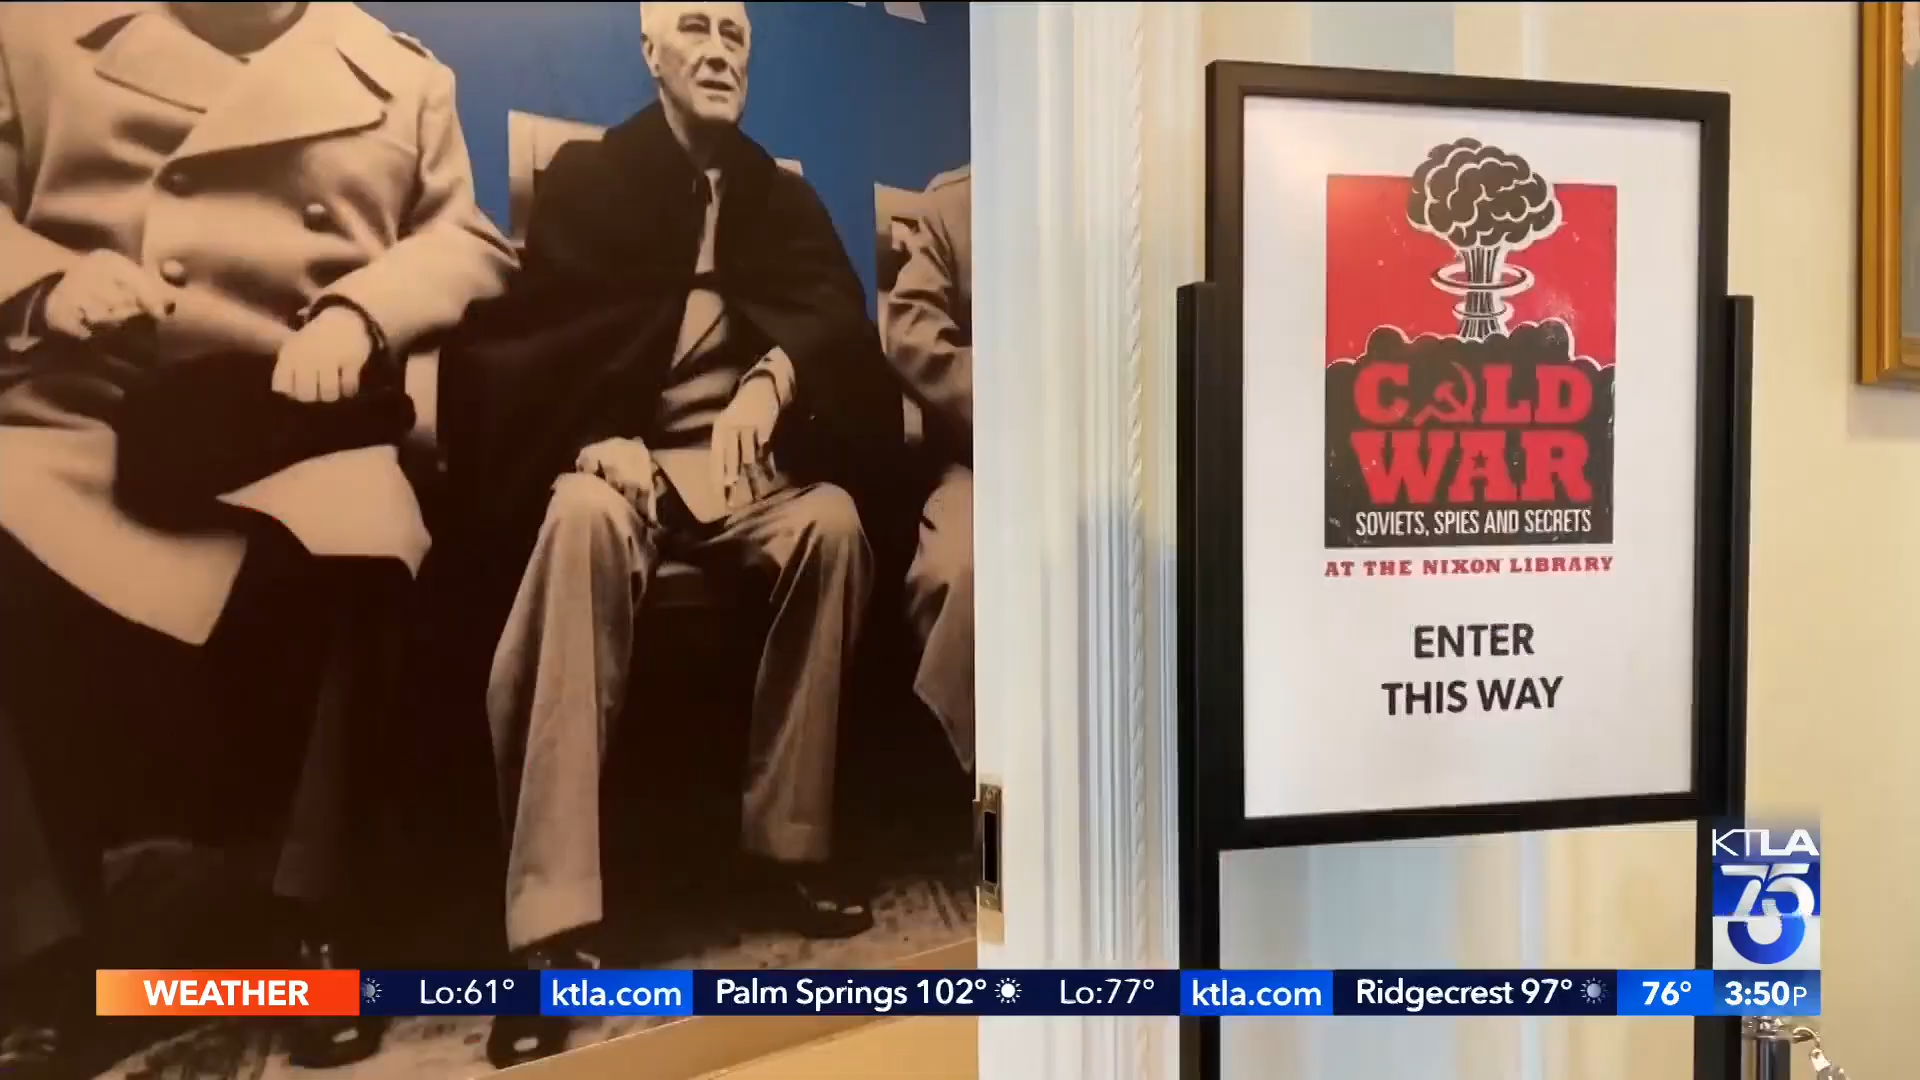 COLD
WAR
SOVIETS, SPIES AND SECRETS
AT THE NIXON LIBRARY
ENTER
THIS WAY
KTLA
75
WEATHER Lo:61° ktla.com Palm Springs 102° Lo:77° ktla.com Ridgecrest 97° 76° 3:50P